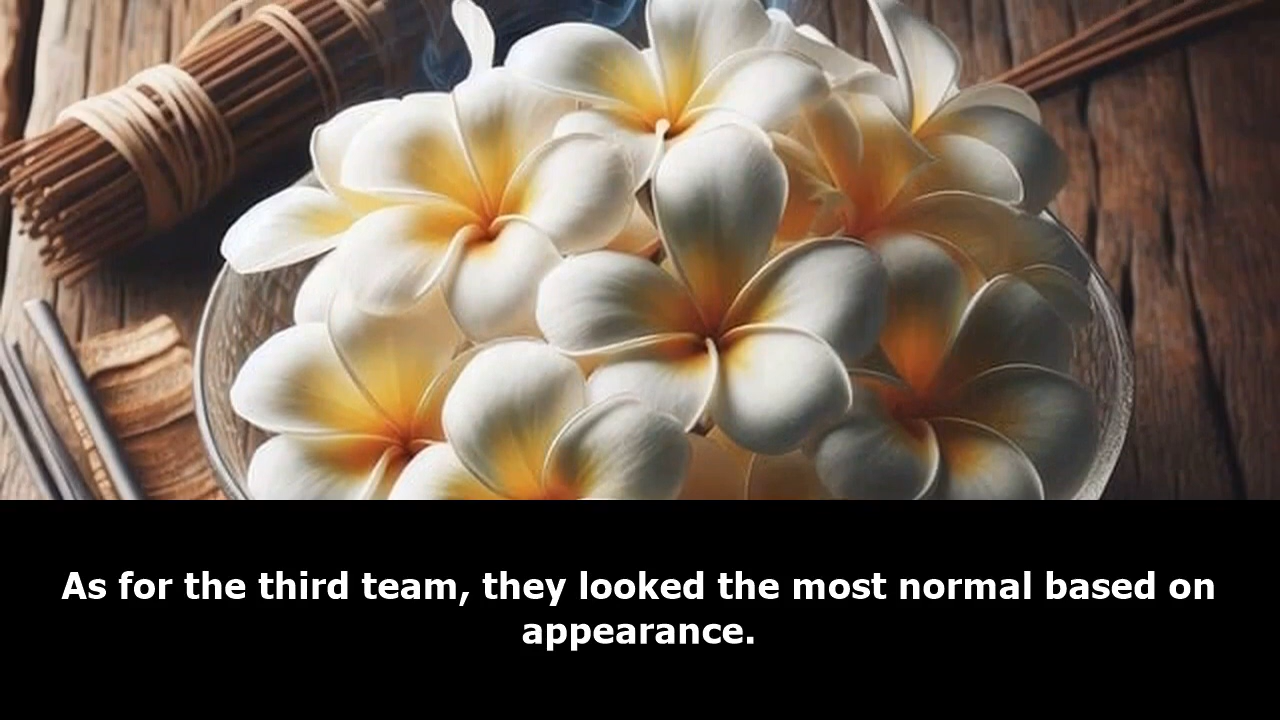 As for the third team, they looked the most normal based on
appearance.